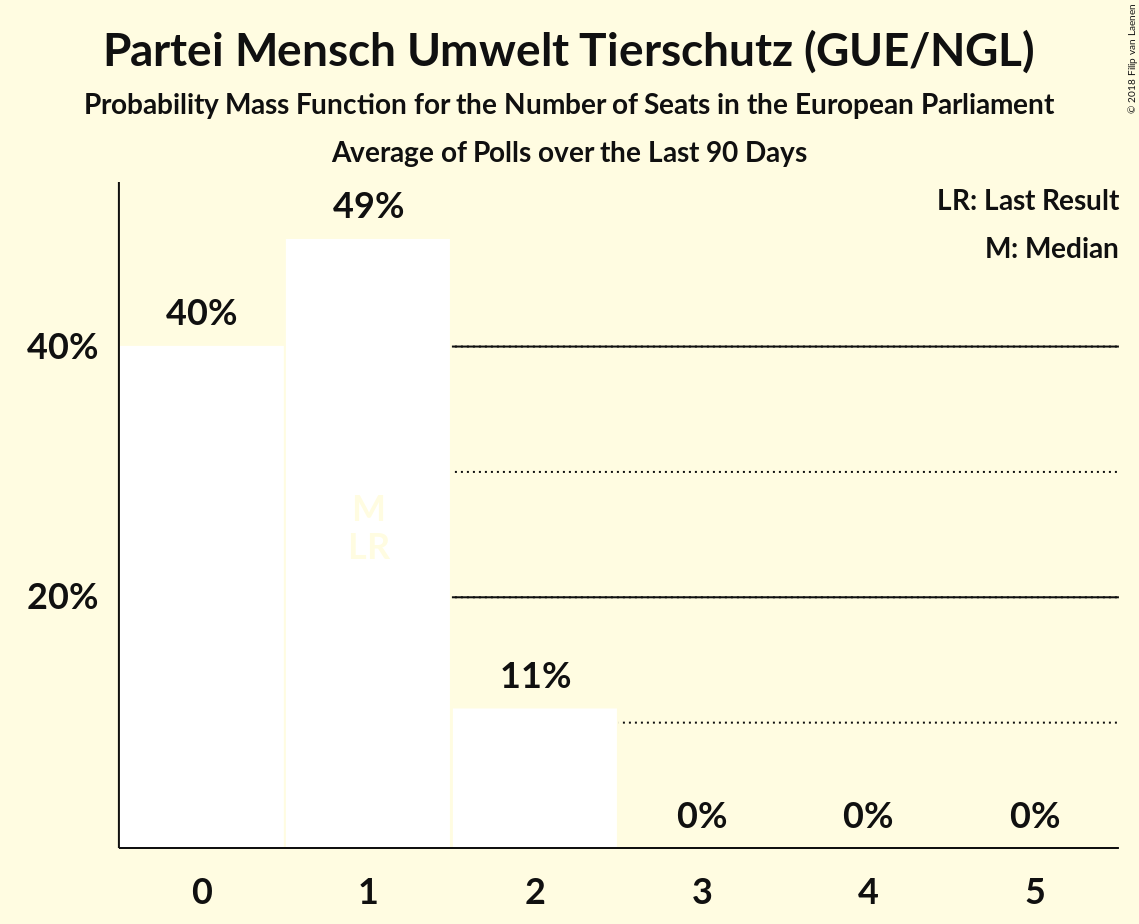 Partei Mensch Umwelt Tierschutz (GUE/NGL)
Probability Mass Function for the Number of Seats in the European Parliament
Average of Polls over the Last 90 Days
© 2018 Filip van Laenen
LR: Last Result
M: Median
49%
40%
40%
M
LR
20%
11%
0%
0%
0%
0
1
2
3
4
5